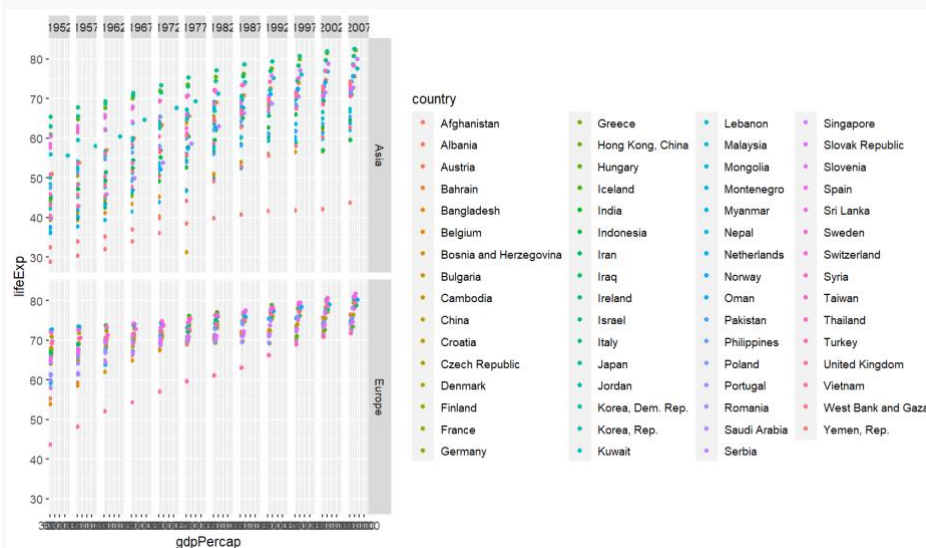 1952 1957 1962 1967 1972 1977 1982 1987 1992 1997 2002 2007
80
70
60
50
40
30
Asia
80
70
60
50
40
30
Europe
lifeExp
gdpPercap
country
Afghanistan
Albania
Austria
Bahrain
Bangladesh
Belgium
Bosnia and Herzegovina
Bulgaria
Cambodia
China
Croatia
Czech Republic
Denmark
Finland
France
Germany
Greece
Hong Kong, China
Hungary
Iceland
India
Indonesia
Iran
Iraq
Ireland
Israel
Italy
Japan
Jordan
Korea, Dem. Rep.
Korea, Rep.
Kuwait
Lebanon
Malaysia
Mongolia
Montenegro
Myanmar
Nepal
Netherlands
Norway
Oman
Pakistan
Philippines
Poland
Portugal
Romania
Saudi Arabia
Serbia
Singapore
Slovak Republic
Slovenia
Spain
Sri Lanka
Sweden
Switzerland
Syria
Taiwan
Thailand
Turkey
United Kingdom
Vietnam
West Bank and Gaza
Yemen, Rep.